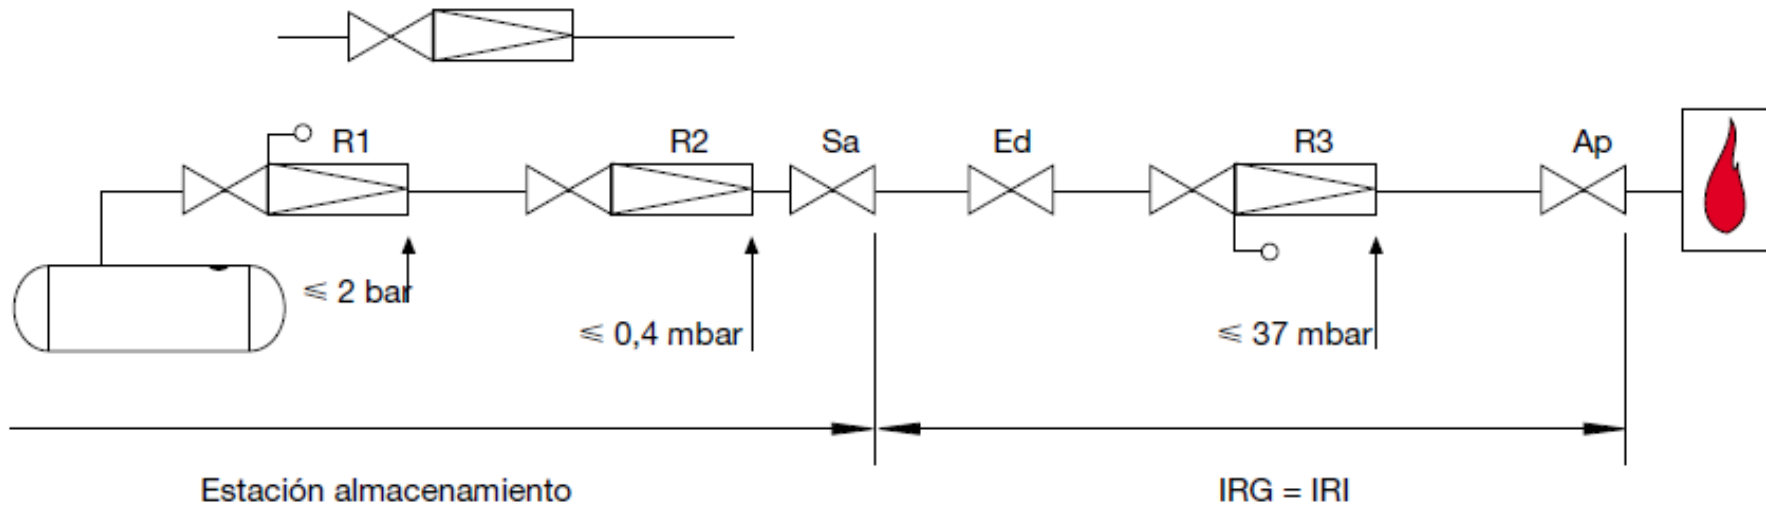 R1 R2 Sa Ed R3 Ap
≤ 2 bar
≤ 0,4 mbar ≤ 37 mbar
Estación almacenamiento IRG = IRI